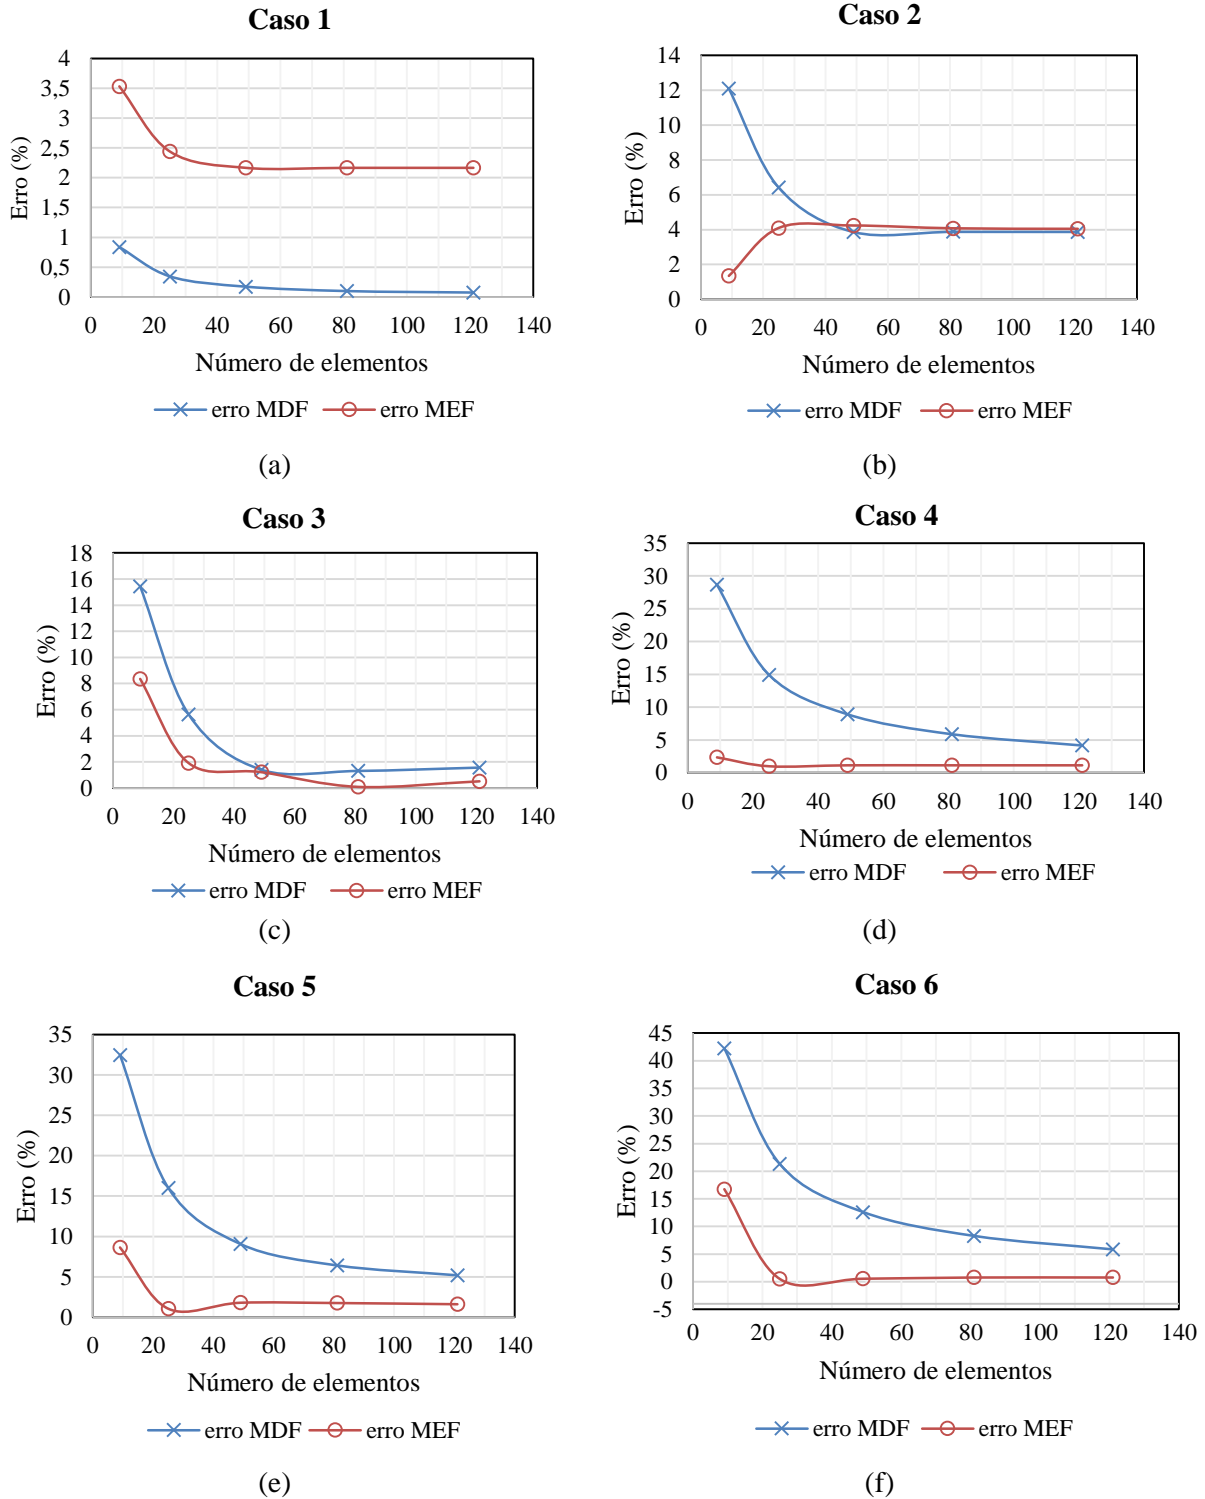 Caso 1
4
3,5
3
2,5
2
1,5
1
0,5
0
Erro (%)
0 20 40 60 80 100 120 140
Número de elementos
erro MDF erro MEF
(a)
Caso 2
14
12
10
8
6
4
2
0
Erro (%)
0 20 40 60 80 100 120 140
Número de elementos
erro MDF erro MEF
(b)
Caso 3
18
16
14
12
10
8
6
4
2
0
Erro (%)
0 20 40 60 80 100 120 140
Número de elementos
erro MDF erro MEF
(c)
Caso 4
35
30
25
20
15
10
5
0
Erro (%)
0 20 40 60 80 100 120 140
Número de elementos
erro MDF erro MEF
(d)
Caso 5
35
30
25
20
15
10
5
0
Erro (%)
0 20 40 60 80 100 120 140
Número de elementos
erro MDF erro MEF
(e)
Caso 6
45
40
35
30
25
20
15
10
5
0
-5
Erro (%)
0 20 40 60 80 100 120 140
Número de elementos
erro MDF erro MEF
(f)